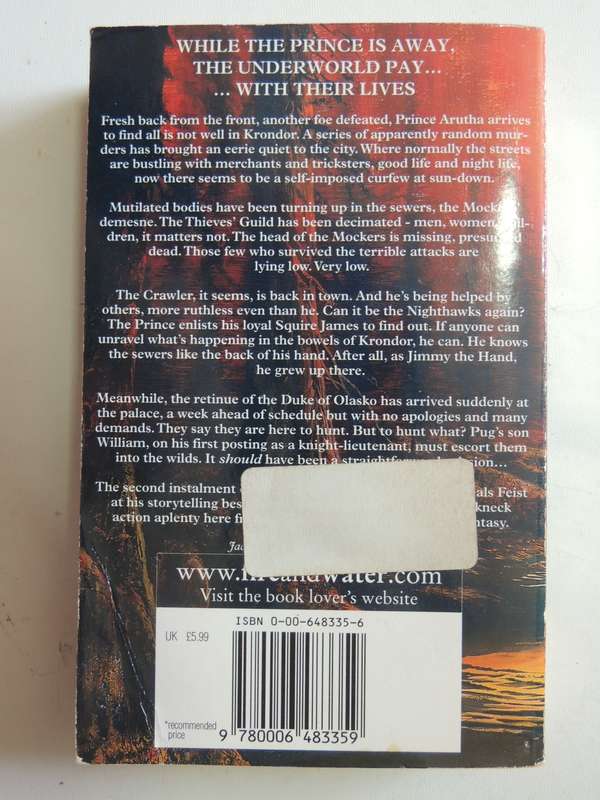 WHILE THE PRINCE IS AWAY,
THE UNDERWORLD PAY...
... WITH THEIR LIVES
Fresh back from the front, another foe defeated, Prince Arutha arrives
to find all is not well in Krondor. A series of apparently random mur-
ders has brought an eerie quiet to the city. Where normally the streets
are bustling with merchants and tricksters, good life and night life,
now there seems to be a self-imposed curfew at sun-down.
Mutilated bodies have been turning up in the sewers, the
demesne. The Thieves' Guild has been decimated - men, women,
dren, it matters not. The head of the Mockers is missing,
dead. Those few who survived the terrible attacks are
lying low. Very low.
The Crawler, it seems, is back in town. And he's being helped by
others, more ruthless even than he. Can it be the Nighthawks again?
The Prince enlists his loyal Squire James to find out. If anyone can
unravel what's happening in the bowels of Krondor, he can. He knows
the sewers like the back of his hand. After all, as Jimmy the Hand,
he grew up there.
Meanwhile, the retinue of the Duke of Olasko has arrived suddenly at
the palace, a week ahead of schedule but with no apologies and many
demands. They say they are here to hunt. But to hunt what? Pug's son
William, on his first posting as a knight-lieutenant, must escort them
into the wilds. It should have been a
The second instalment Feist
at his storytelling
action aplenty here
www.fireandwater.com
Visit the book lover's website
ISBN 0-00-648335-6
UK £5.99
*recommended
price
9 780006 483359